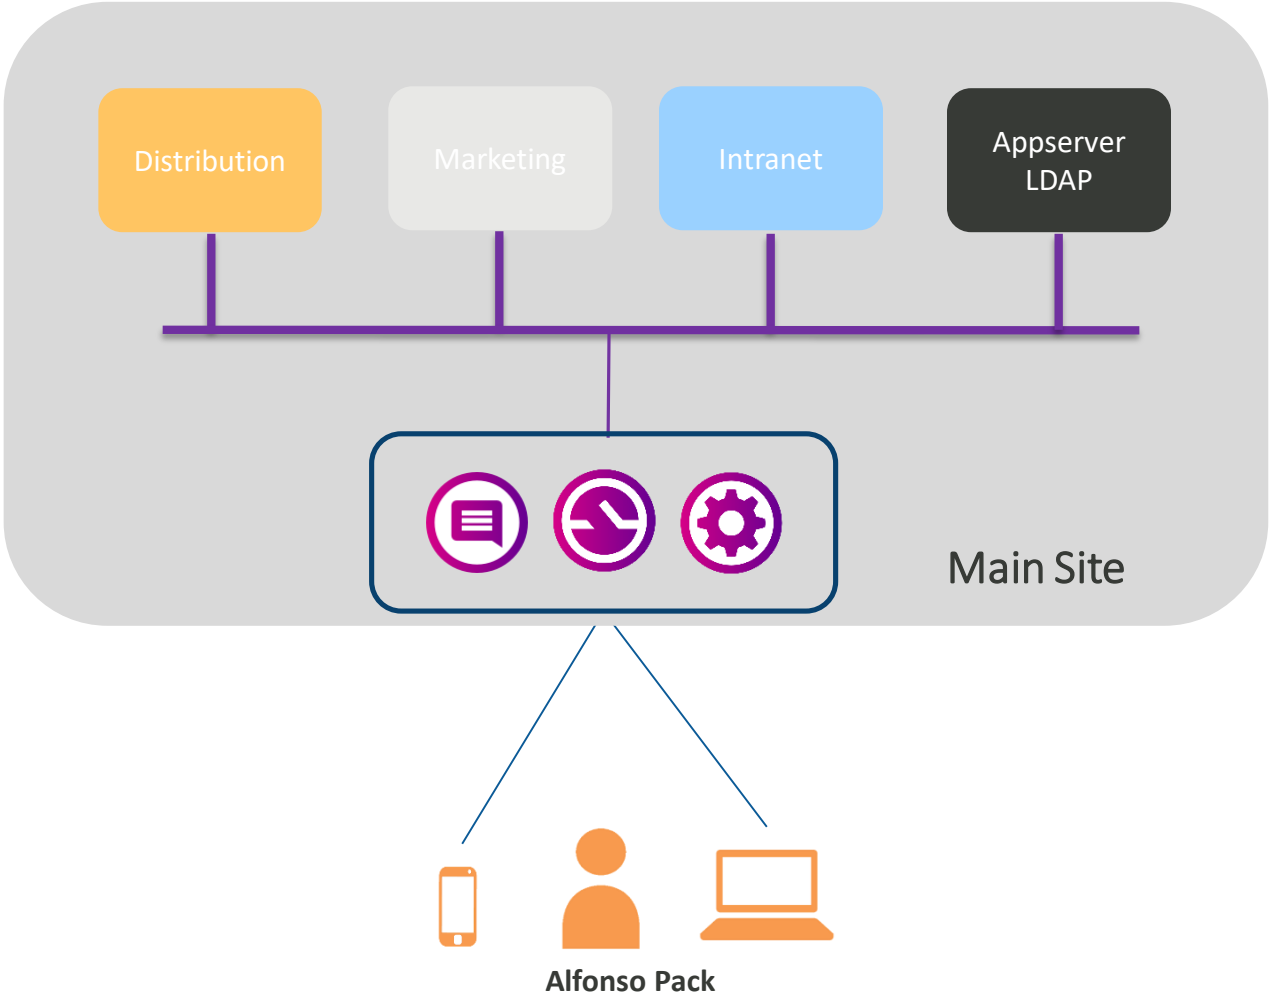 Distribution
Marketing
Intranet
Appserver
LDAP
Main Site
Alfonso Pack